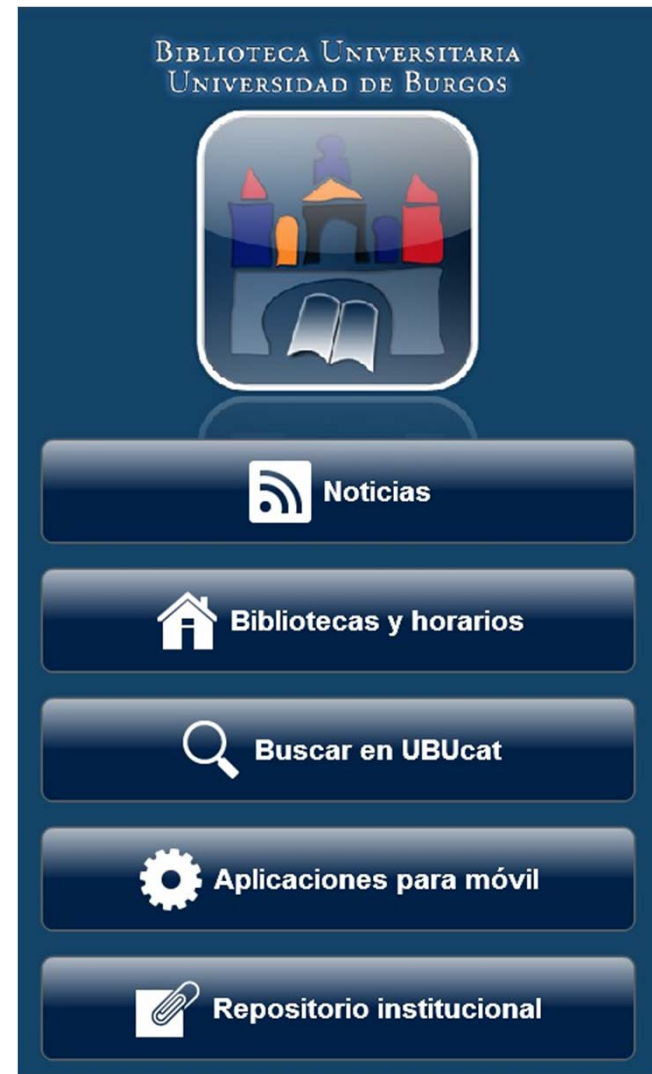 BIBLIOTECA UNIVERSITARIA
UNIVERSIDAD DE BURGOS
Noticias
Bibliotecas y horarios
Buscar en UBUcat
Aplicaciones para móvil
Repositorio institucional